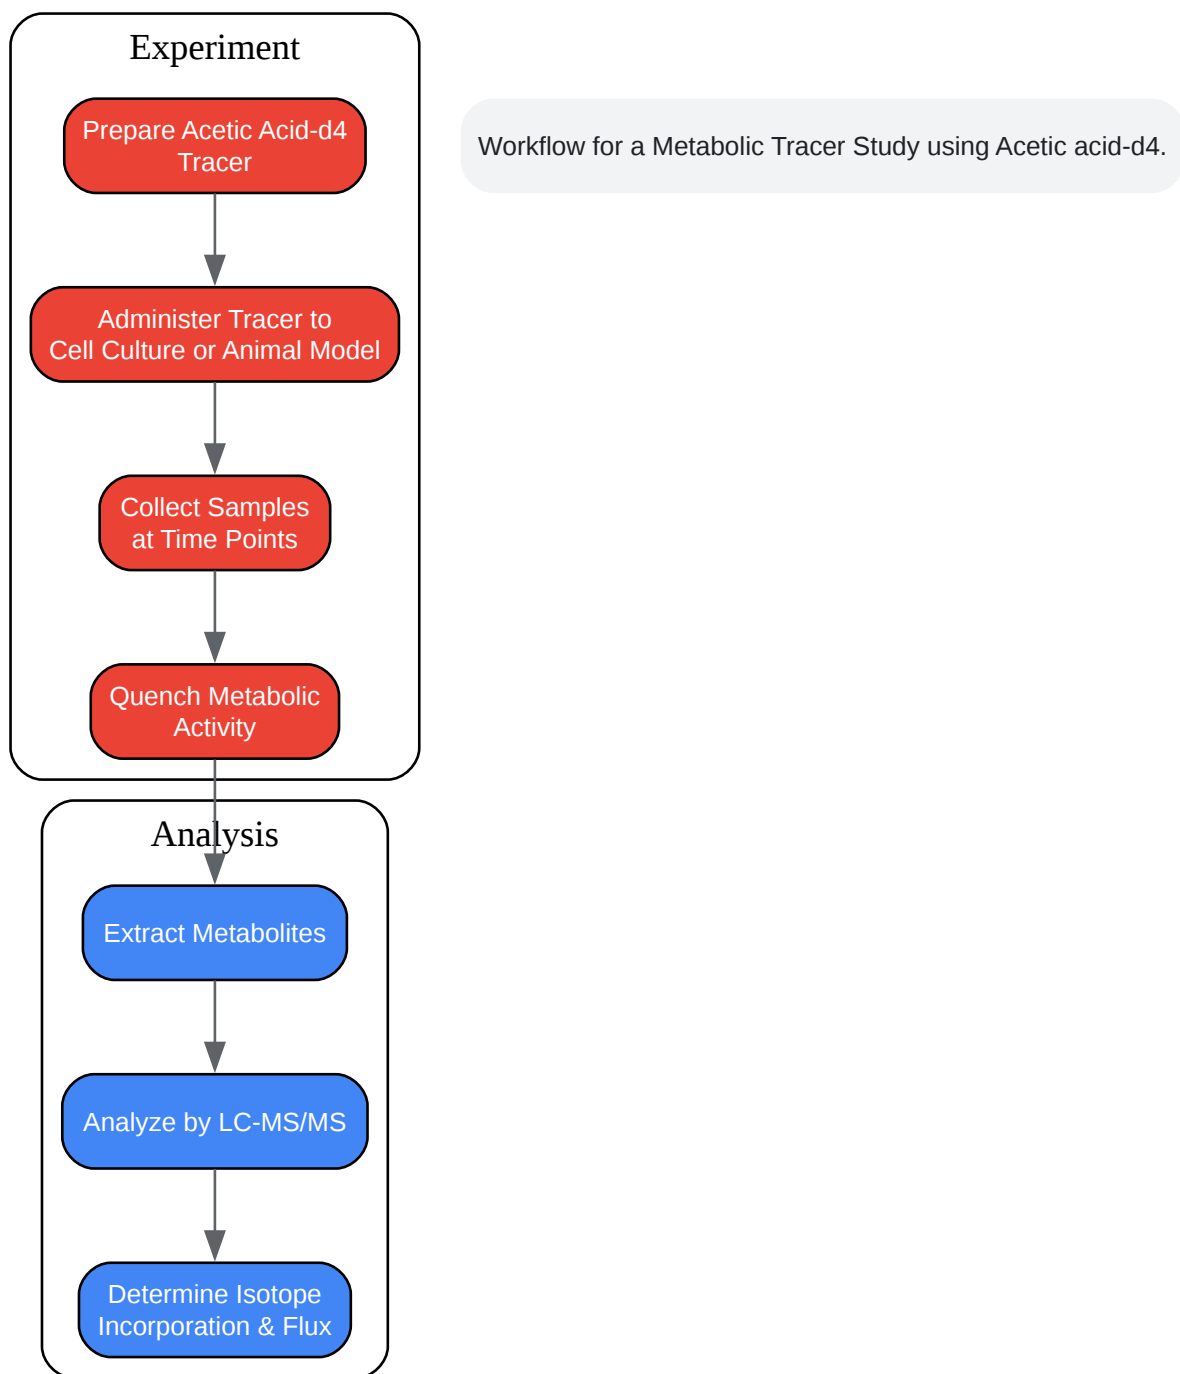 Experiment
Prepare Acetic Acid-d4
Tracer
Workflow for a Metabolic Tracer Study using Acetic acid-d4.
Administer Tracer to
Cell Culture or Animal Model
Collect Samples
at Time Points
Quench Metabolic
Activity
Analysis
Extract Metabolites
Analyze by LC-MS/MS
Determine Isotope
Incorporation & Flux